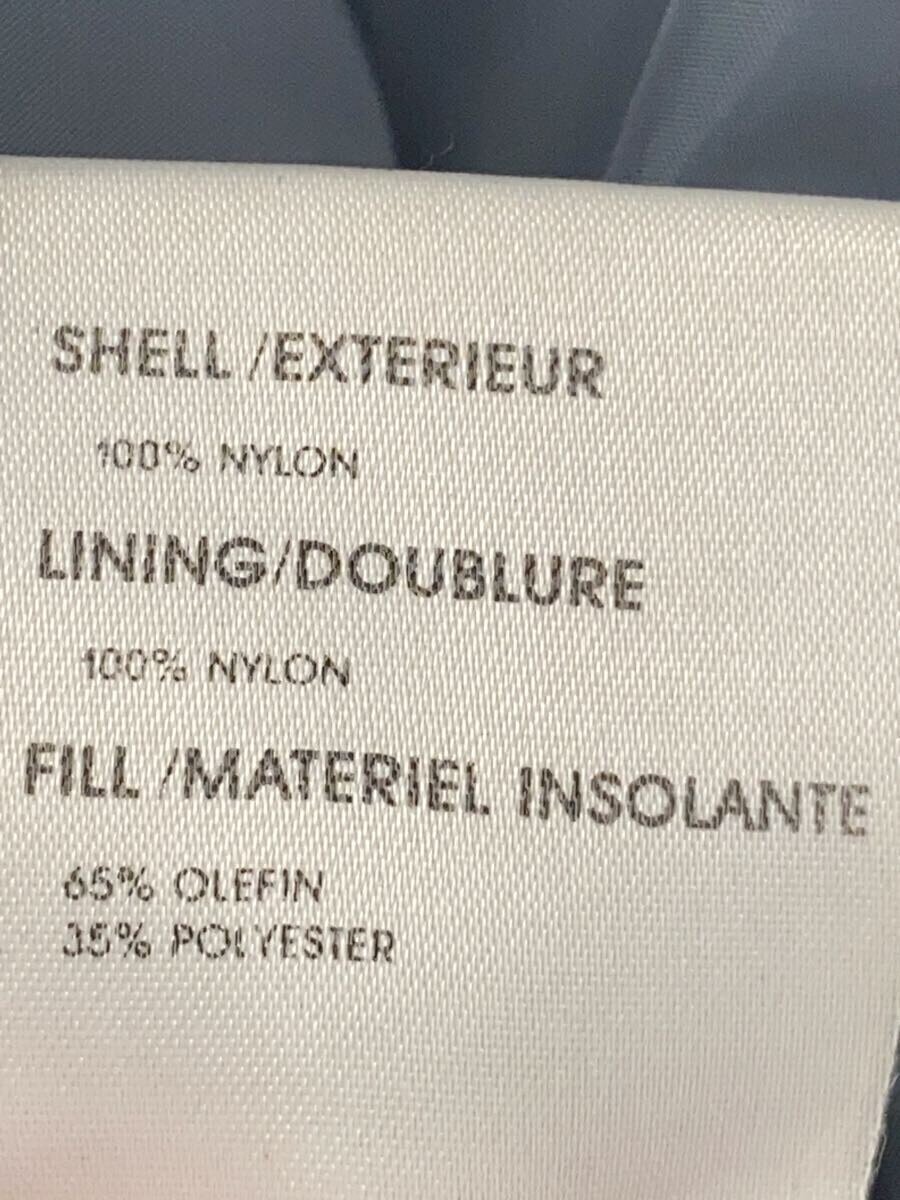 SHELL /EXTERIEUR
100% NYLON
LINING/DOUBLURE
100% NYLON
FILL /MATERIEL INSOLANTE
65% OLEFIN
35% POLYESTER